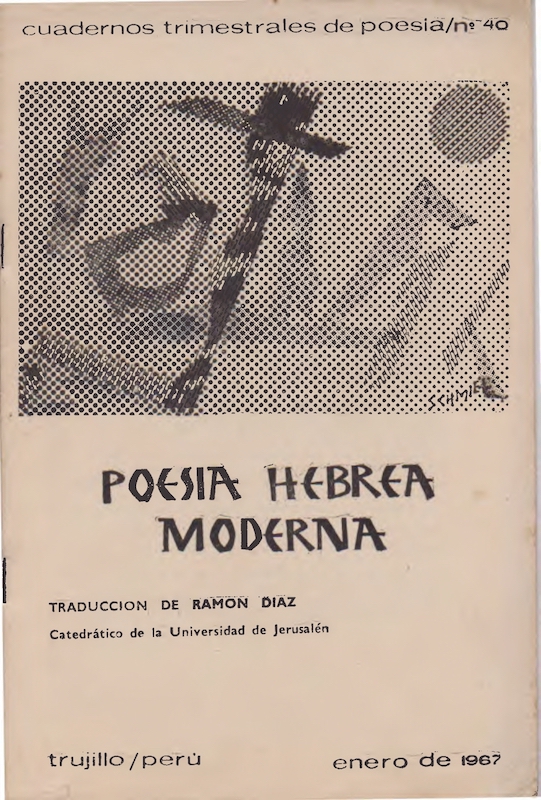 cuadernos trimestrales de poesia/nº 40
SCHMIE
POESIA HEBREA
MODERNA
TRADUCCION DE RAMON DIAZ
Catedrático de la Universidad de Jerusalén
trujillo/perú
enero de 1967